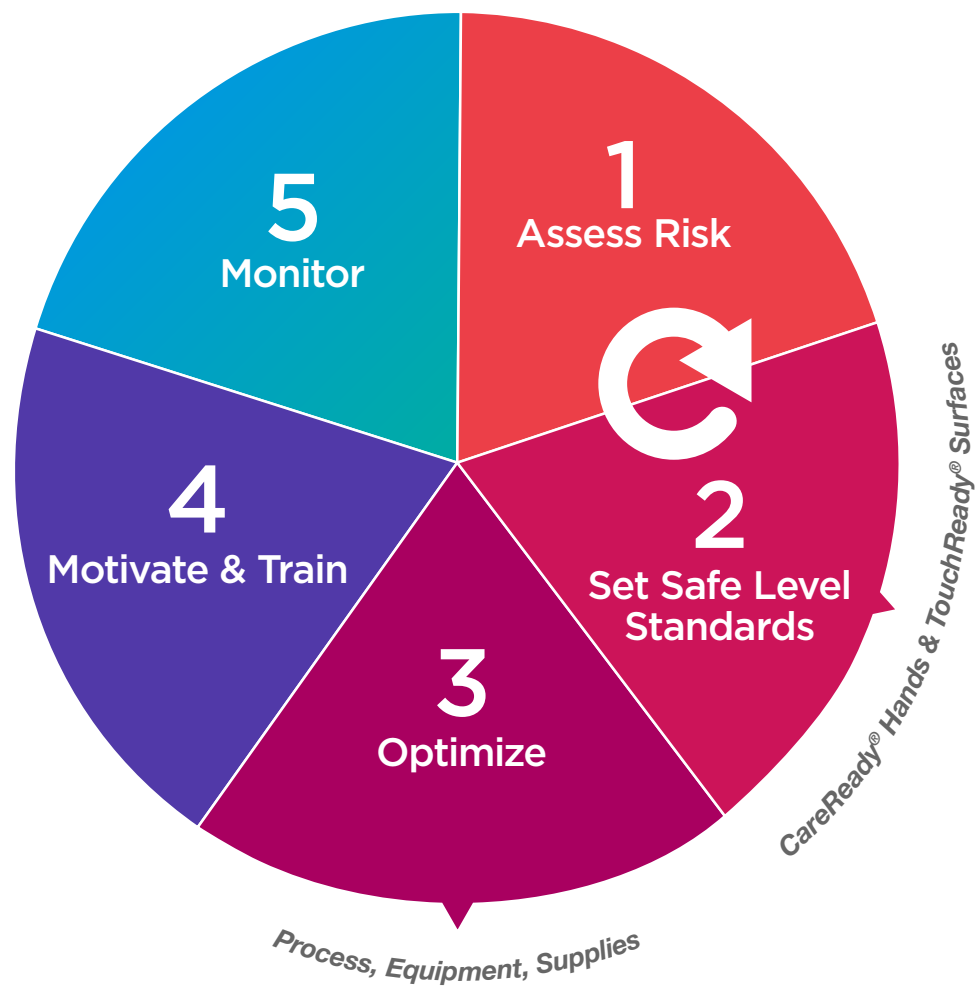 1
Assess Risk
2
Set Safe Level
Standards
CareReady® Hands & TouchReady® Surfaces
3
Optimize
Process, Equipment, Supplies
4
Motivate & Train
5
Monitor